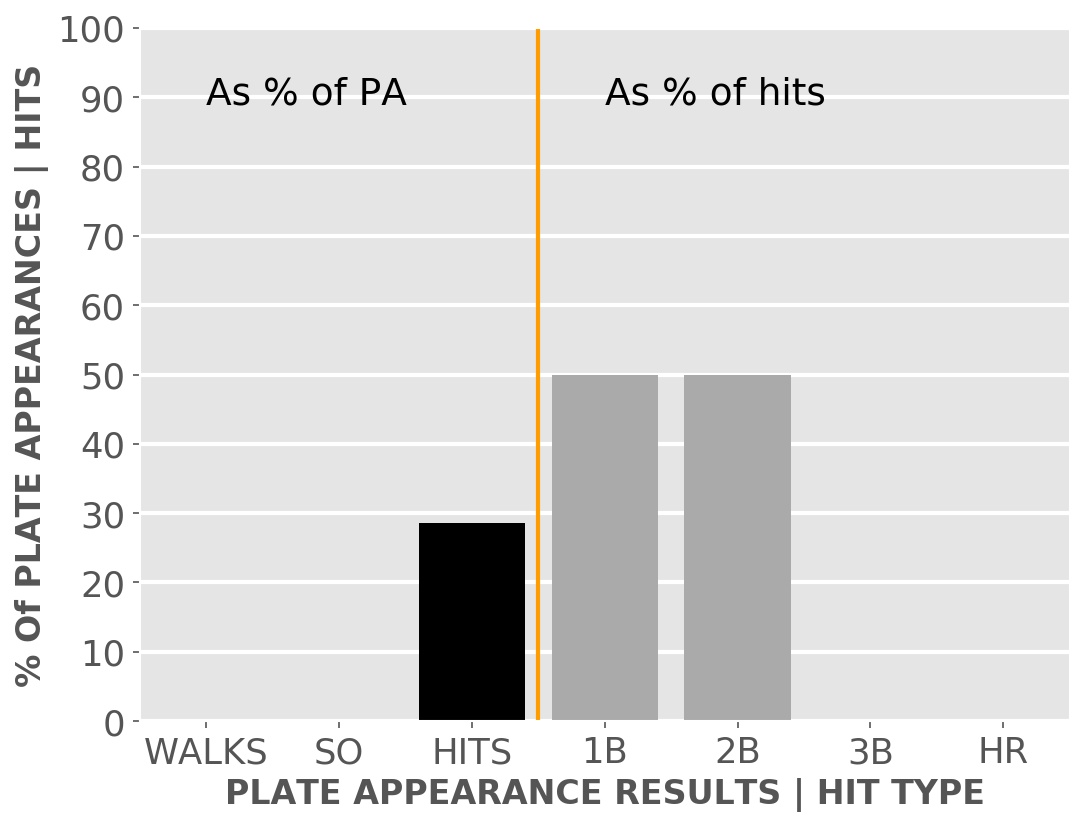 % Of PLATE APPEARANCES | HITS
100
90
80
70
60
50
40
30
20
10
0
As % of PA
As % of hits
WALKS SO HITS 1B 2B 3B HR
PLATE APPEARANCE RESULTS | HIT TYPE